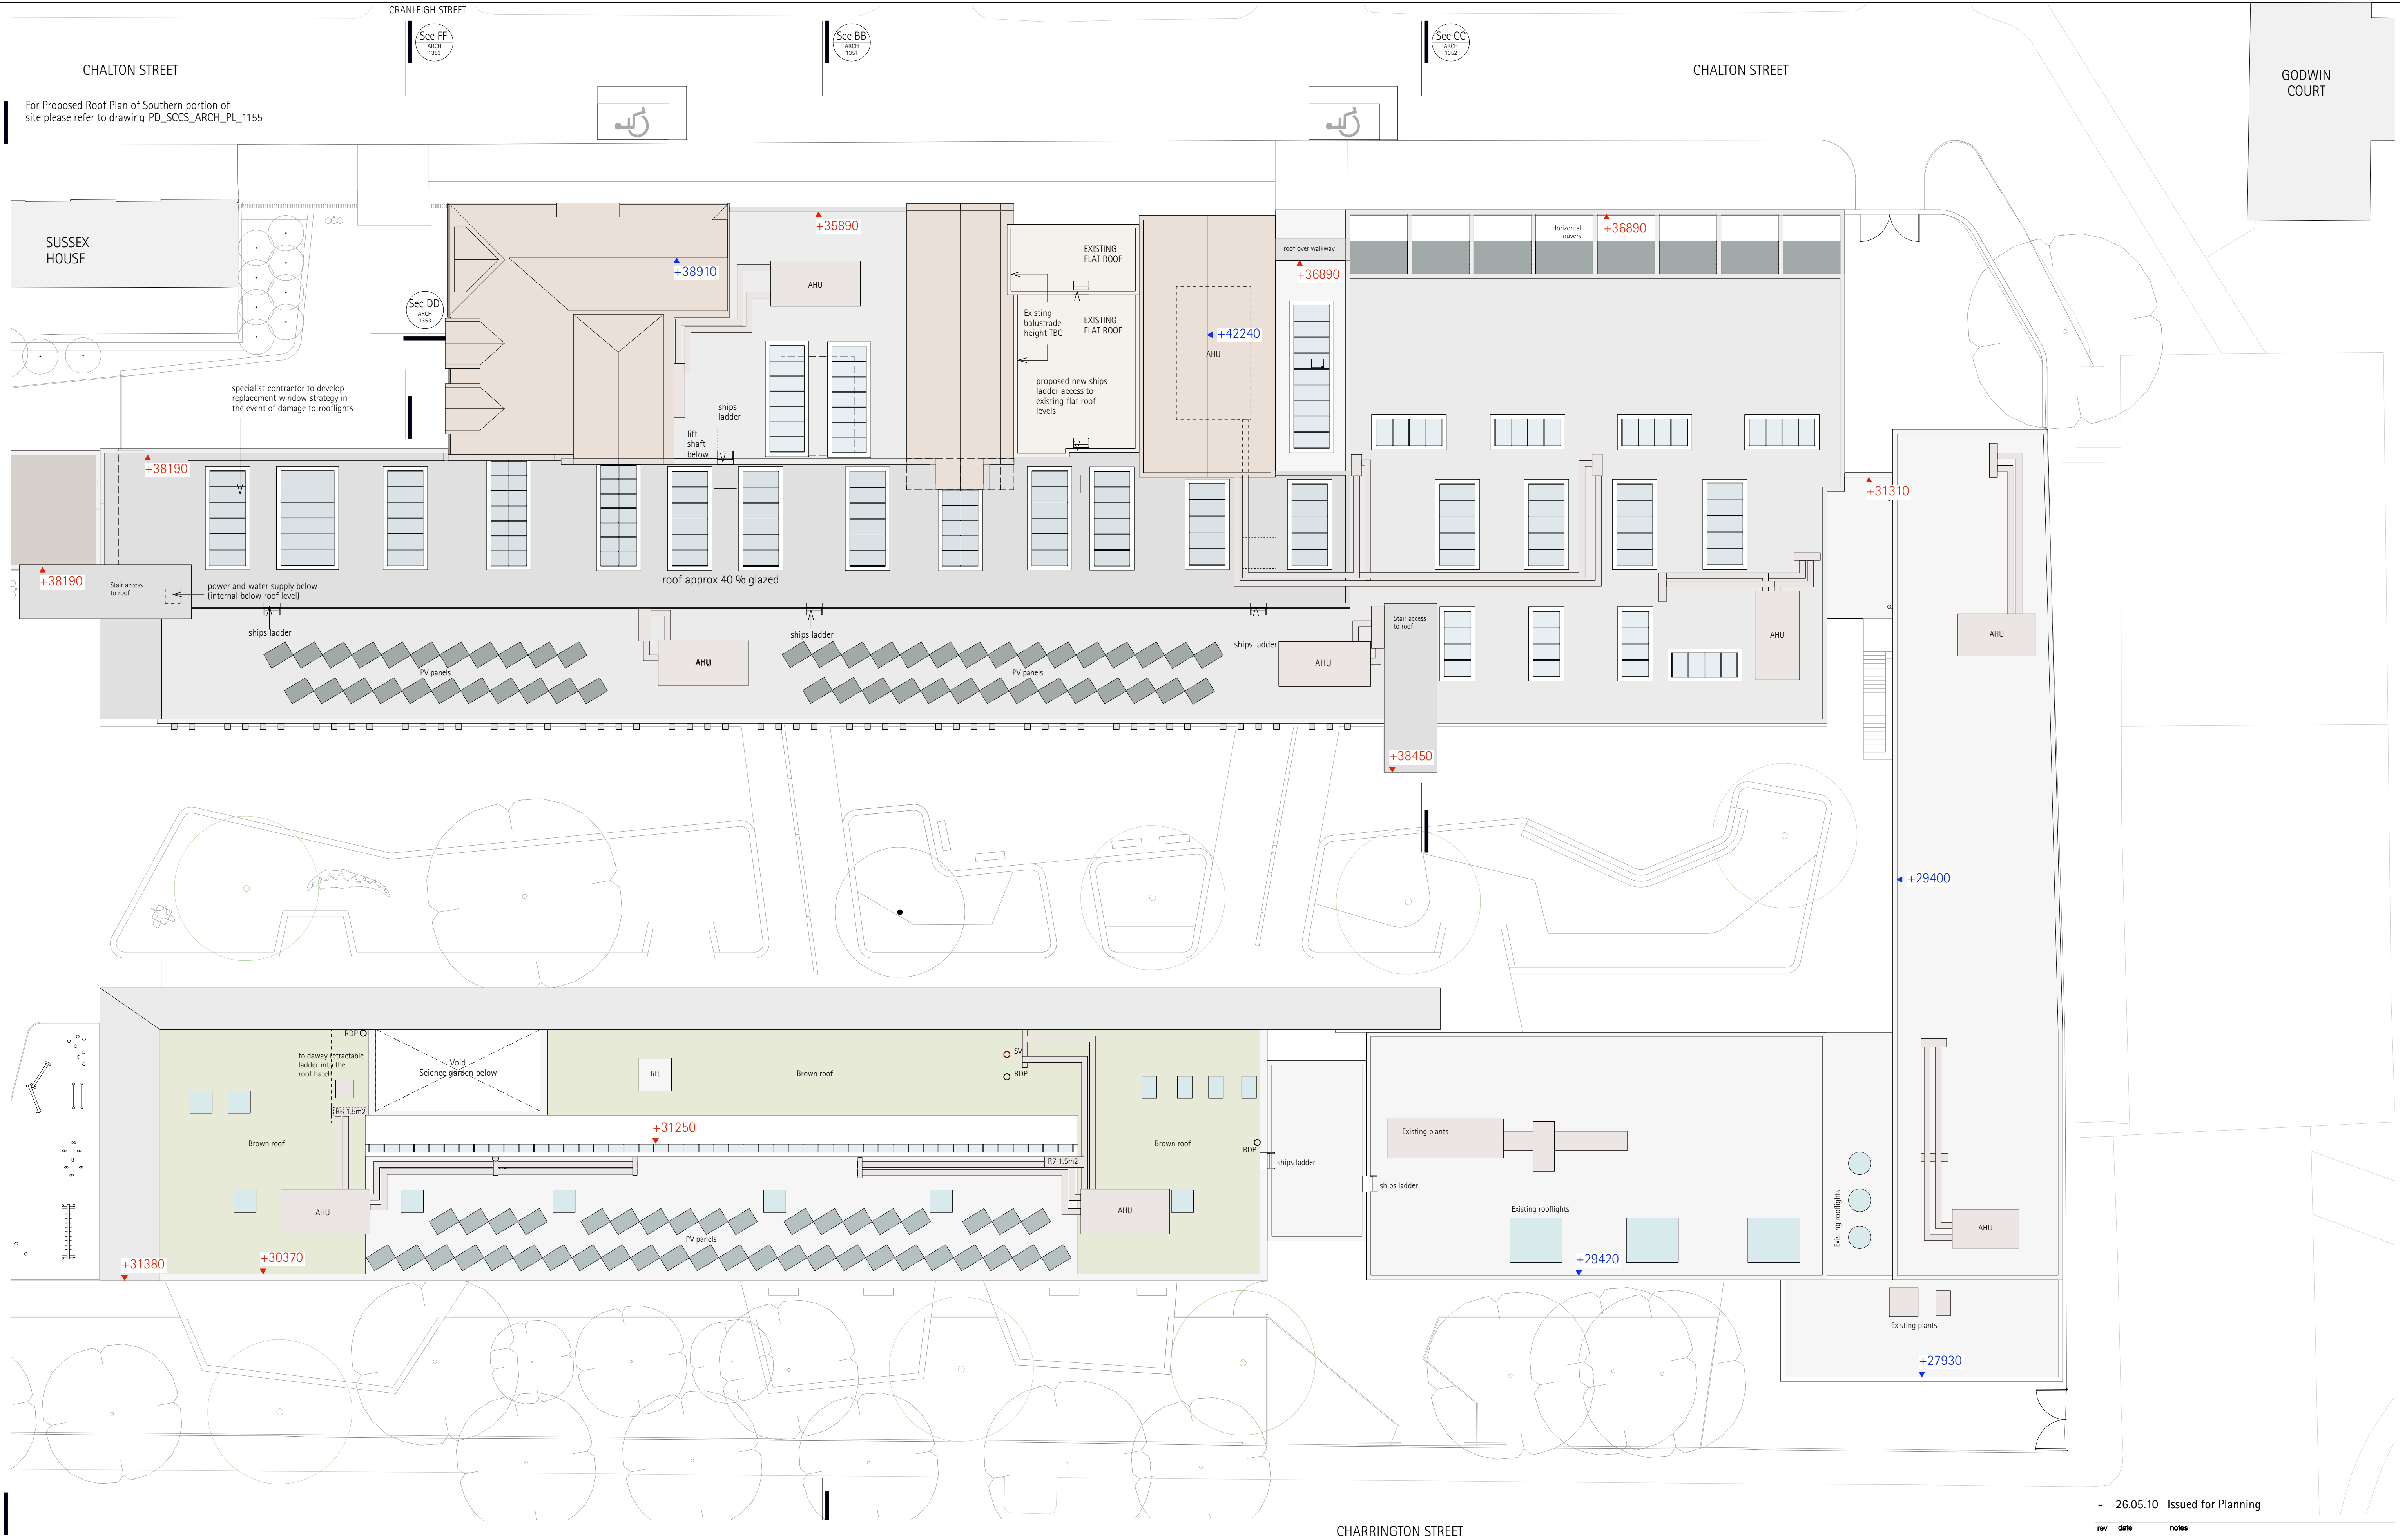 CRANLEIGH STREET
Sec FF
ARCH
1353
Sec BB
ARCH
1351
Sec CC
ARCH
1352
CHALTON STREET
CHALTON STREET
GODWIN
COURT
For Proposed Roof Plan of Southern portion of
site please refer to drawing PD_SCCS_ARCH_PL_1155
SUSSEX
HOUSE
+35890
+36890
Horizontal
louvers
EXISTING
FLAT ROOF
roof over walkway
+38910
+36890
AHU
Sec DD
ARCH
1353
Existing
balustrade
height TBC
EXISTING
FLAT ROOF
+42240
AHU
specialist contractor to develop
replacement window strategy in
the event of damage to rooflights
proposed new ships
ladder access to
existing flat roof
levels
ships
ladder
lift
shaft
below
+38190
+31310
+38190
Stair access
to roof
power and water supply below
(internal below roof level)
roof approx 40 % glazed
ships ladder
ships ladder
ships ladder
Stair access
to roof
AHU
AHU
AHU
AHU
PV panels
PV panels
+38450
+29400
RDP
foldaway retractable
ladder into the
roof hatch
Void
Science garden below
lift
Brown roof
SV
RDP
R6 1.5m2
+31250
Brown roof
Brown roof
RDP
R7 1.5m2
ships ladder
ships ladder
Existing plants
Existing rooflights
Existing rooflights
AHU
AHU
AHU
PV panels
+31380
+30370
+29420
Existing plants
+27930
- 26.05.10 Issued for Planning
rev date notes
CHARRINGTON STREET